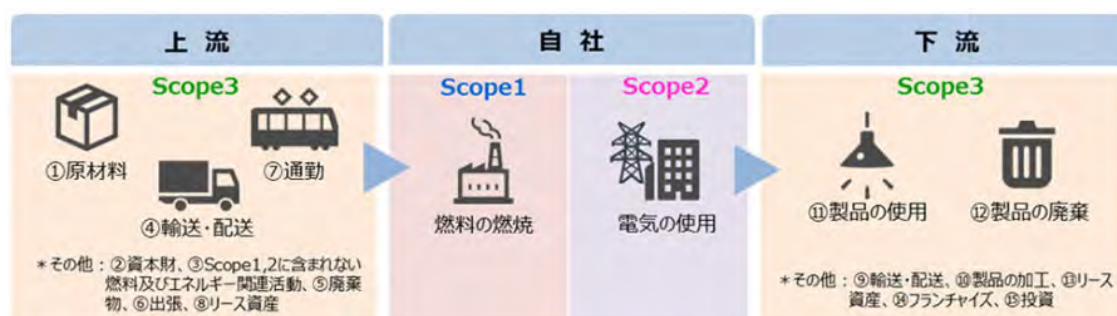 上流
自社
下流
Scope3
①原材料
⑦通勤
④輸送・配送
*その他：②資本財、③Scope1,2に含まれない
燃料及びエネルギー関連活動、⑤廃棄
物、⑥出張、⑧リース資産
Scope1
燃料の燃焼
Scope2
電気の使用
Scope3
⑪製品の使用
⑫製品の廃棄
*その他：⑨輸送・配送、⑩製品の加工、⑬リース
資産、⑭フランチャイズ、⑮投資